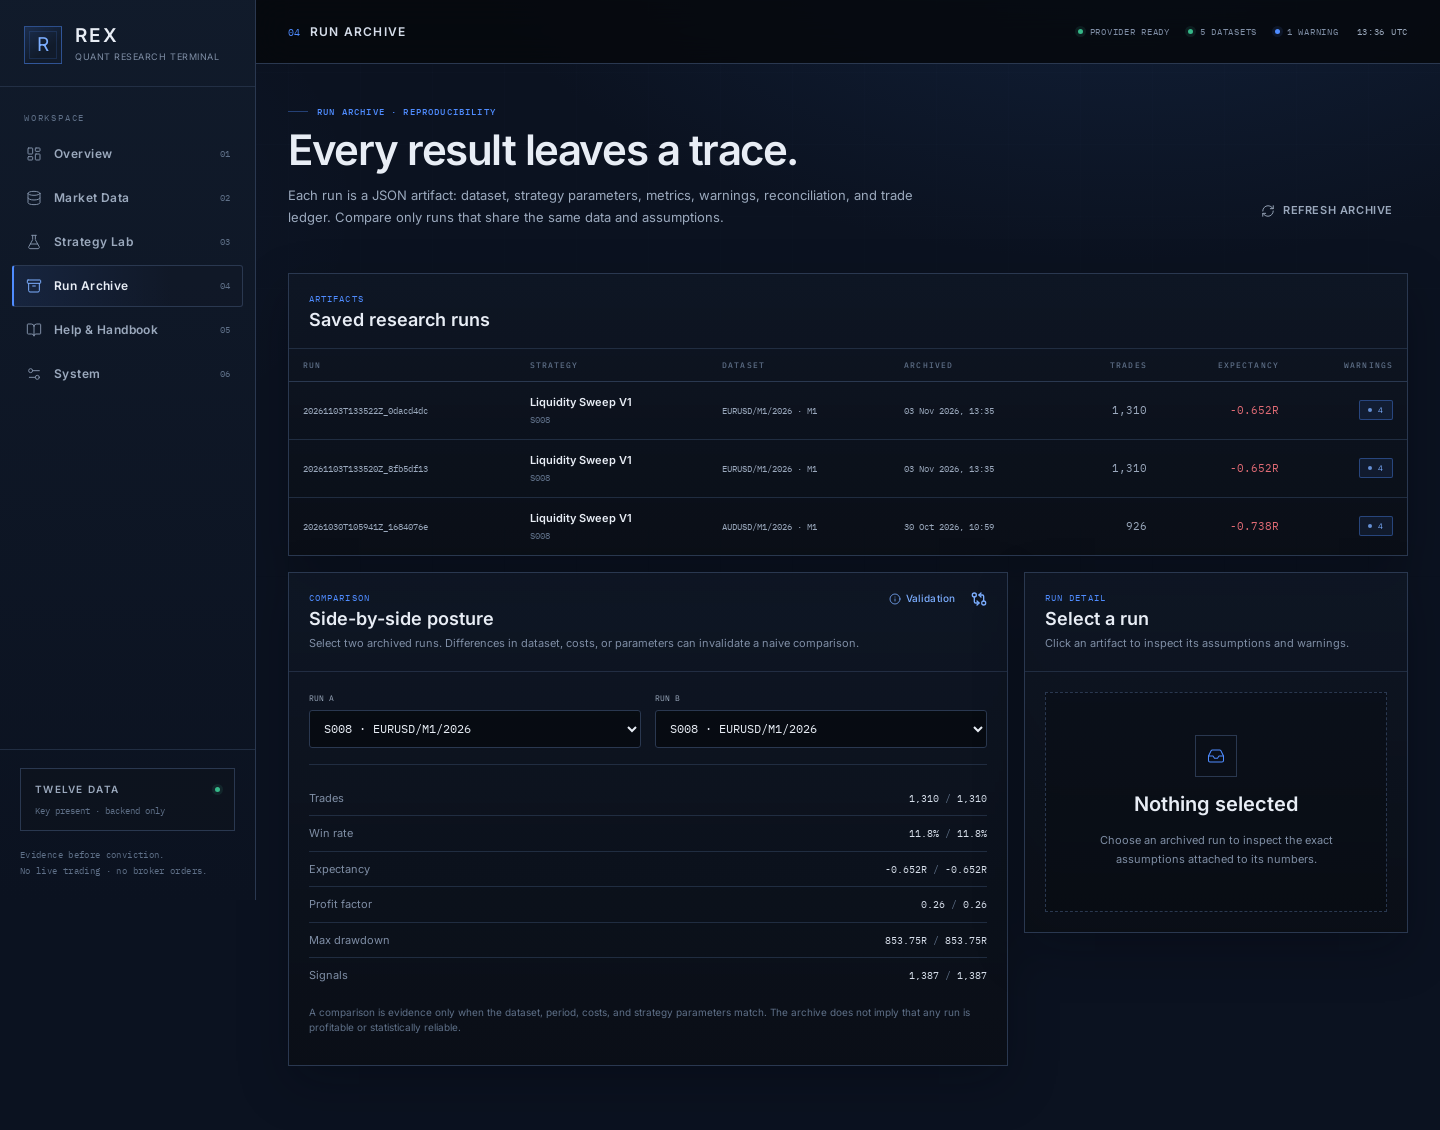 R
REX
QUANT RESEARCH TERMINAL
WORKSPACE
Overview 01
Market Data 02
Strategy Lab 03
Run Archive 04
Help & Handbook 05
System 06
TWELVE DATA
Key present · backend only
Evidence before conviction.
No live trading · no broker orders.
04 RUN ARCHIVE
PROVIDER READY 5 DATASETS 1 WARNING 13:36 UTC
RUN ARCHIVE · REPRODUCIBILITY
Every result leaves a trace.
Each run is a JSON artifact: dataset, strategy parameters, metrics, warnings, reconciliation, and trade
ledger. Compare only runs that share the same data and assumptions.
REFRESH ARCHIVE
ARTIFACTS
Saved research runs
RUN STRATEGY DATASET ARCHIVED TRADES EXPECTANCY WARNINGS
20261103T133522Z_0dacd4dc Liquidity Sweep V1 EURUSD/M1/2026 · M1 03 Nov 2026, 13:35 1,310 -0.652R 4
S008
20261103T133520Z_8fb5df13 Liquidity Sweep V1 EURUSD/M1/2026 · M1 03 Nov 2026, 13:35 1,310 -0.652R 4
S008
20261030T105941Z_1684076e Liquidity Sweep V1 AUDUSD/M1/2026 · M1 30 Oct 2026, 10:59 926 -0.738R 4
S008
COMPARISON
Side-by-side posture
Select two archived runs. Differences in dataset, costs, or parameters can invalidate a naive comparison.
Validation
RUN A RUN B
S008 · EURUSD/M1/2026 S008 · EURUSD/M1/2026
Trades 1,310 / 1,310
Win rate 11.8% / 11.8%
Expectancy -0.652R / -0.652R
Profit factor 0.26 / 0.26
Max drawdown 853.75R / 853.75R
Signals 1,387 / 1,387
A comparison is evidence only when the dataset, period, costs, and strategy parameters match. The archive does not imply that any run is
profitable or statistically reliable.
RUN DETAIL
Select a run
Click an artifact to inspect its assumptions and warnings.
Nothing selected
Choose an archived run to inspect the exact
assumptions attached to its numbers.